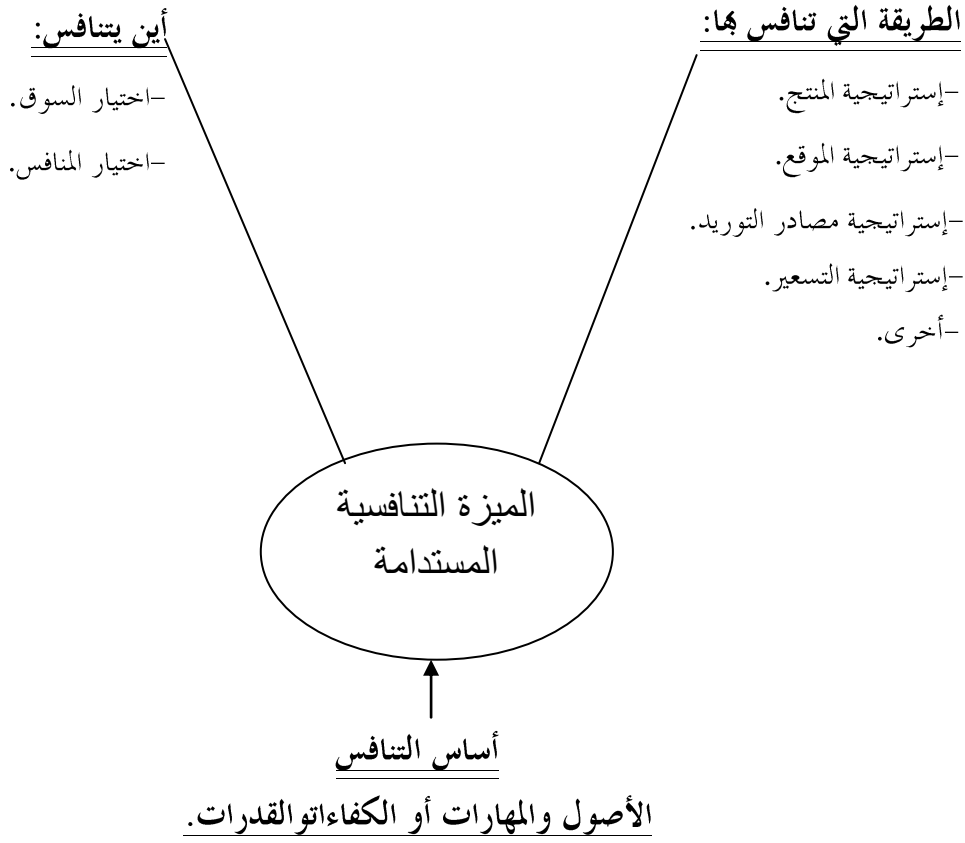 الطريقة التي تنافس بها:
-إستراتيجية المنتج.
-إستراتيجية الموقع.
-إستراتيجية مصادر التوريد.
-إستراتيجية التسعير.
-أخرى.
أين يتنافس:
-اختيار السوق.
-اختيار المنافس.
الميزة التنافسية
المستدامة
أساس التنافس
الأصول والمهارات أو الكفاءاتوالقدرات.